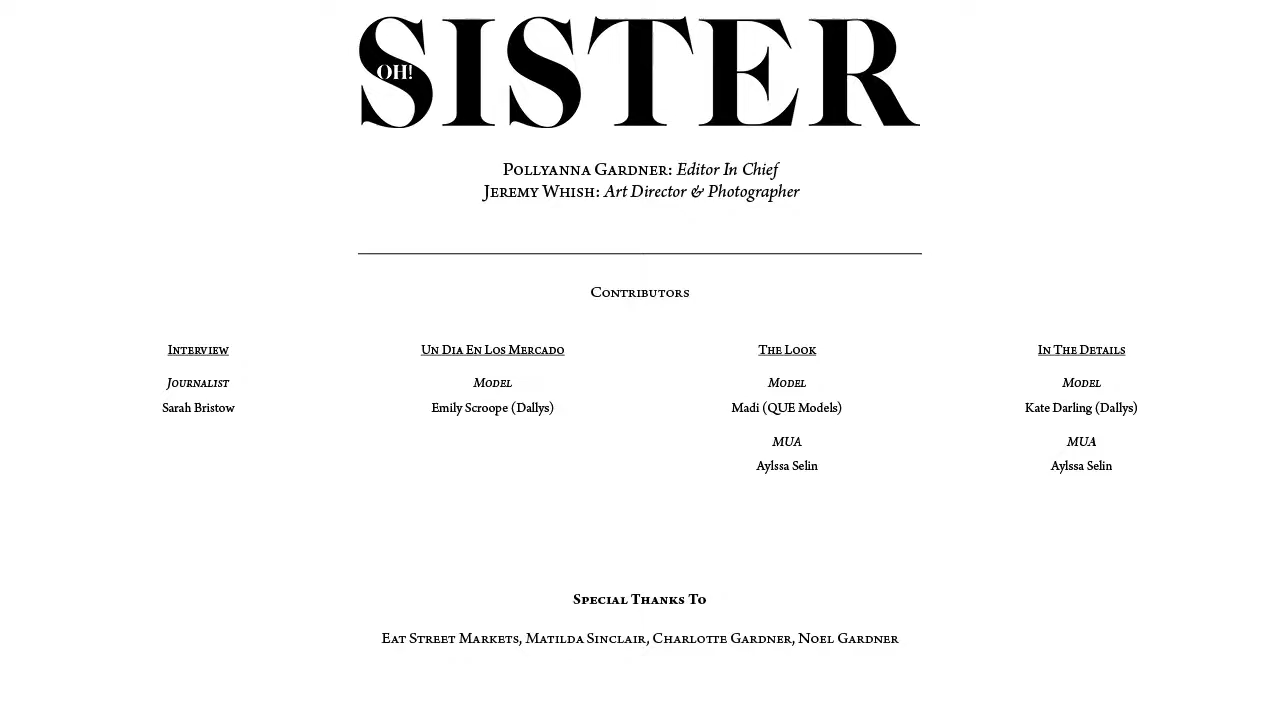 SISTER
OH!
Pollyanna Gardner: Editor In Chief
Jeremy Whish: Art Director & Photographer
Contributors
Interview
Journalist
Sarah Bristow
Un Dia En Los Mercado
Model
Emily Scroope (Dallys)
The Look
Model
Madi (QUE Models)
MUA
Aylssa Selin
In The Details
Model
Kate Darling (Dallys)
MUA
Aylssa Selin
Special Thanks To
Eat Street Markets, Matilda Sinclair, Charlotte Gardner, Noel Gardner